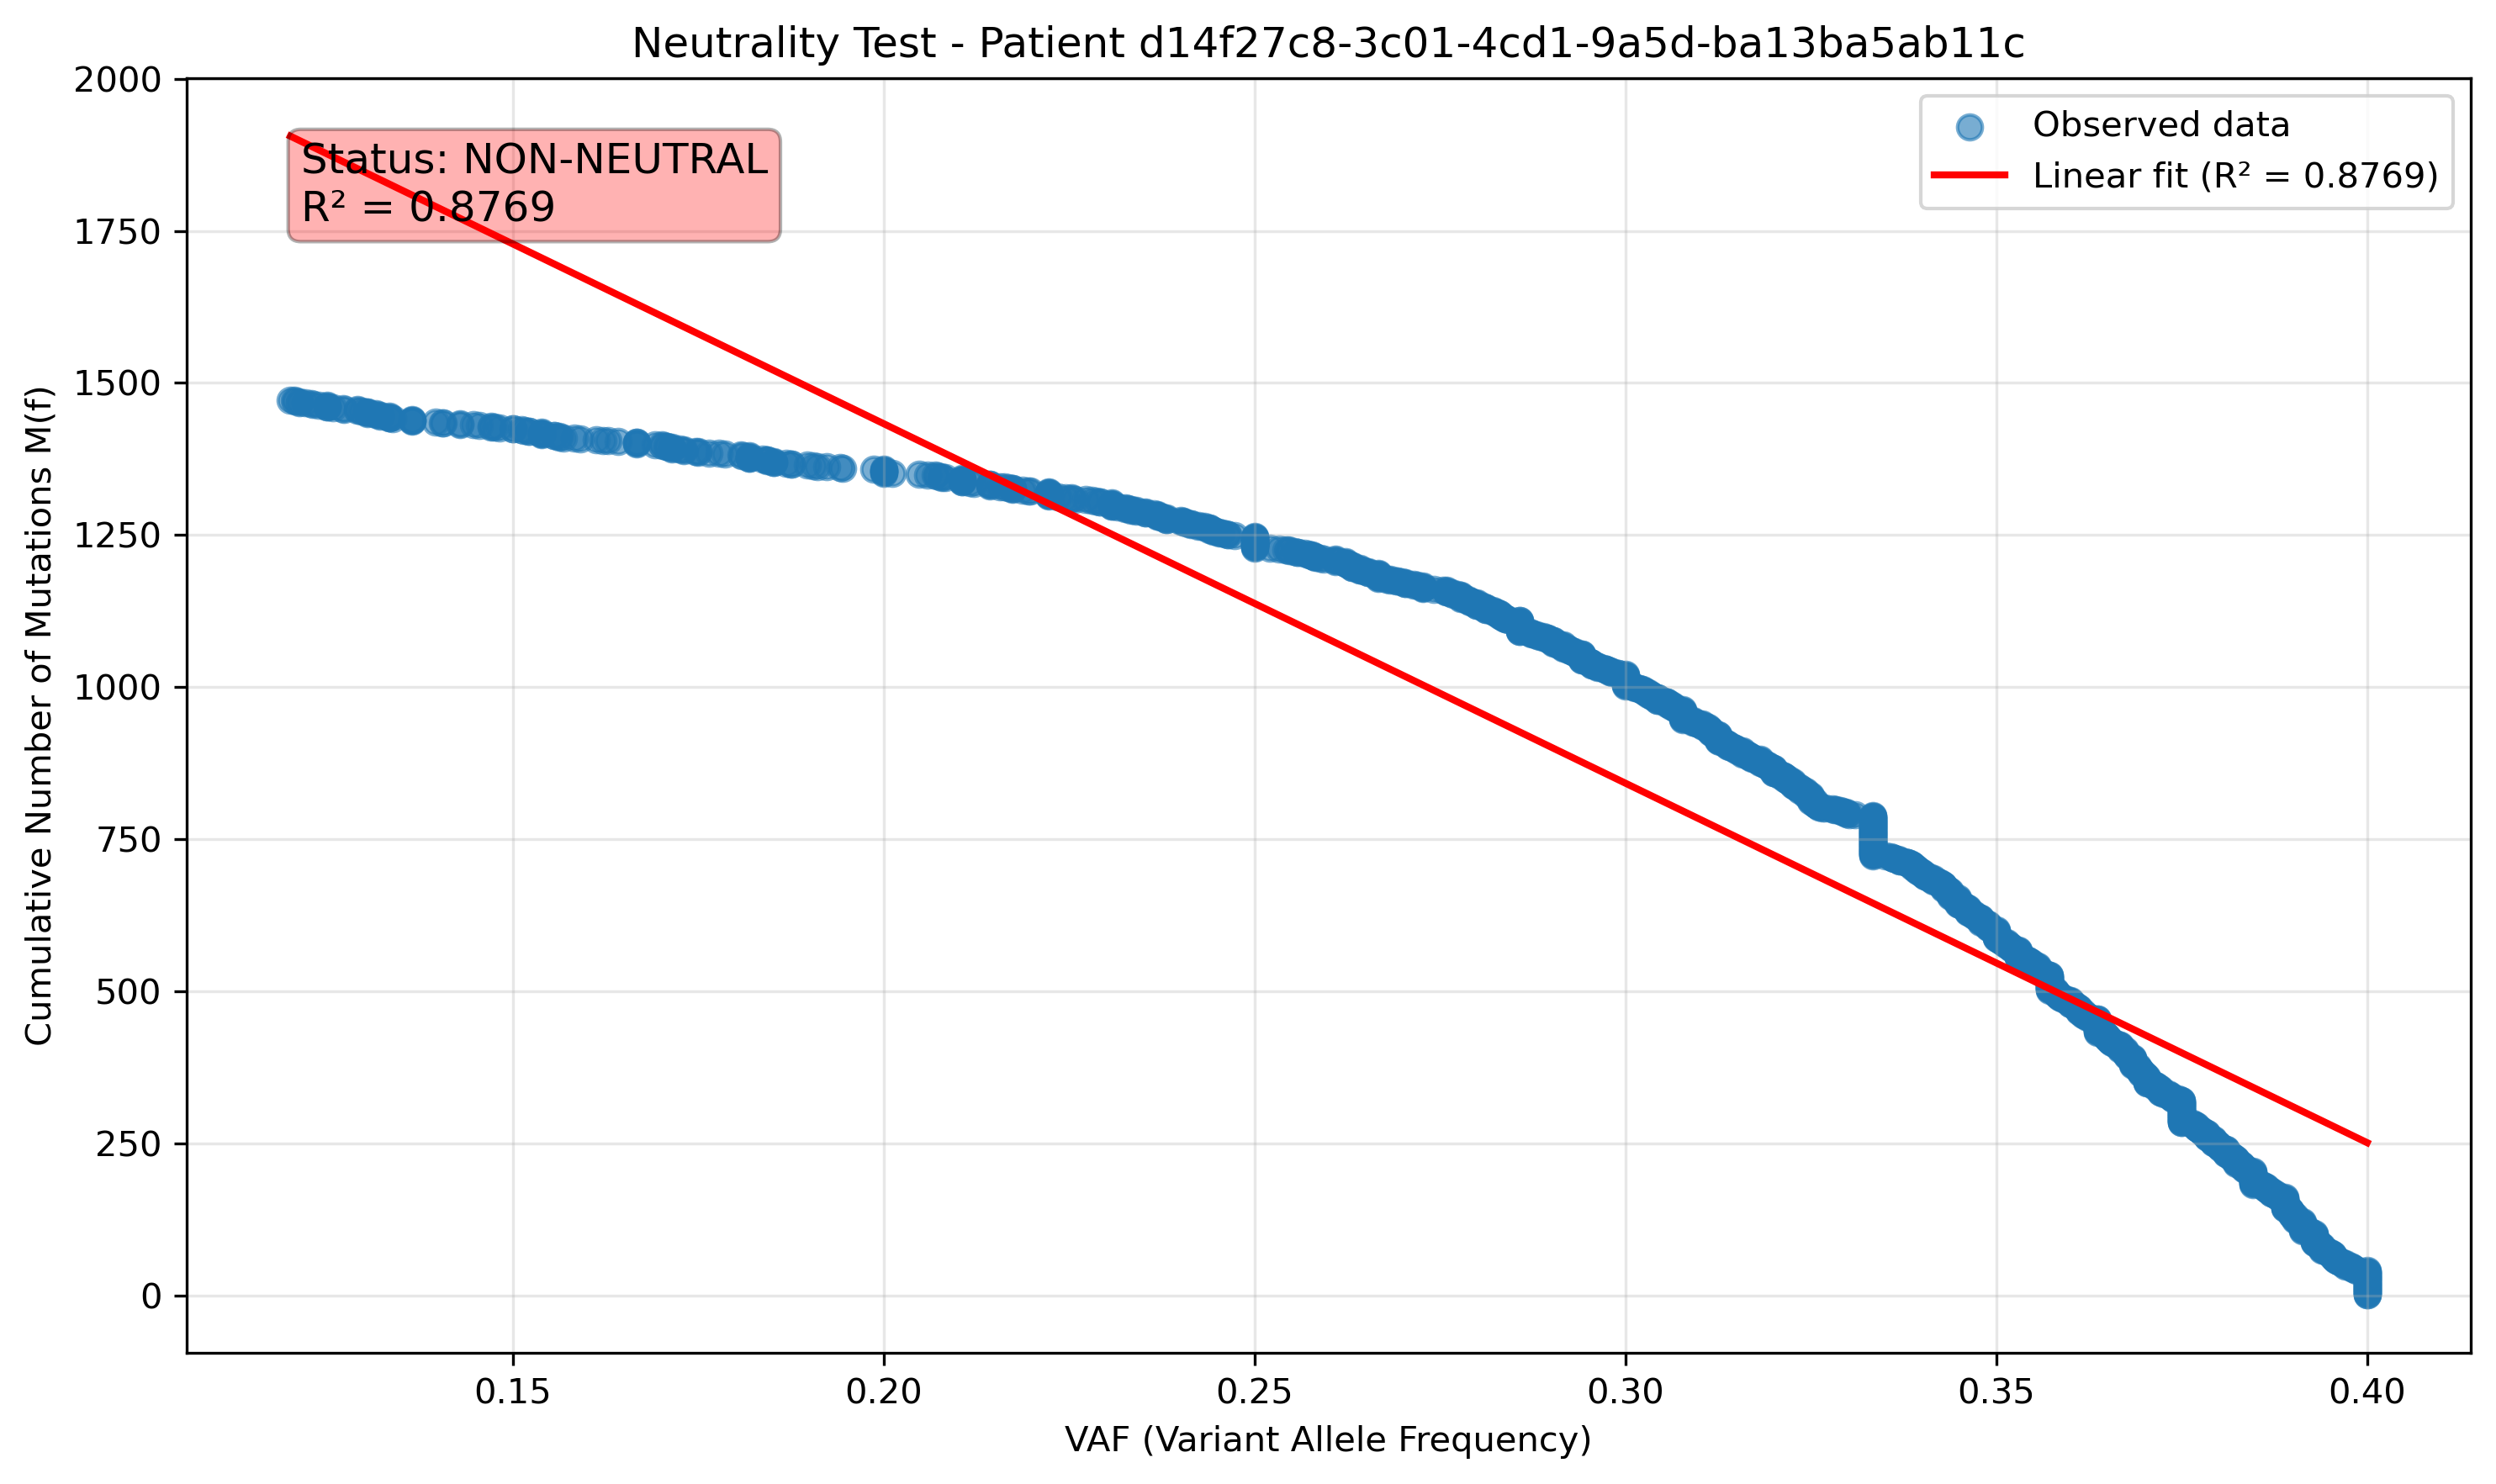 Neutrality Test - Patient d14f27c8-3c01-4cd1-9a5d-ba13ba5ab11c
Status: NON-NEUTRAL
R² = 0.8769
Observed data
Linear fit (R² = 0.8769)
Cumulative Number of Mutations M(f)
2000
1750
1500
1250
1000
750
500
250
0
0.15
0.20
0.25
0.30
0.35
0.40
VAF (Variant Allele Frequency)